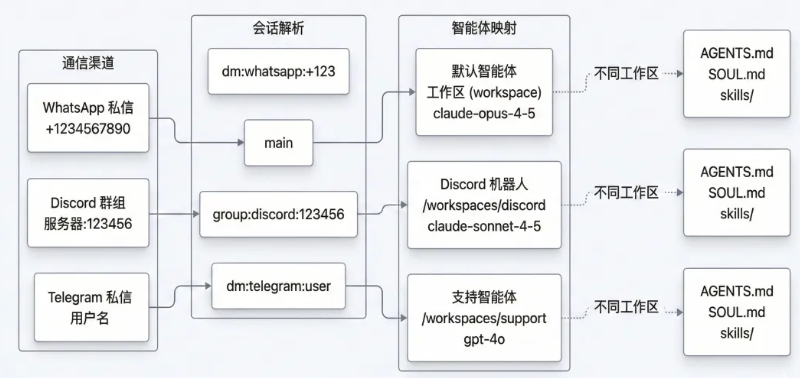 通信渠道
WhatsApp 私信
+1234567890
Discord 群组
服务器:123456
Telegram 私信
用户名
会话解析
dm:whatsapp:+123
main
group:discord:123456
dm:telegram:user
智能体映射
默认智能体
工作区 (workspace)
claude-opus-4-5
Discord 机器人
/workspaces/discord
claude-sonnet-4-5
支持智能体
/workspaces/support
gpt-4o
不同工作区
不同工作区
不同工作区
AGENTS.md
SOUL.md
skills/
AGENTS.md
SOUL.md
skills/
AGENTS.md
SOUL.md
skills/